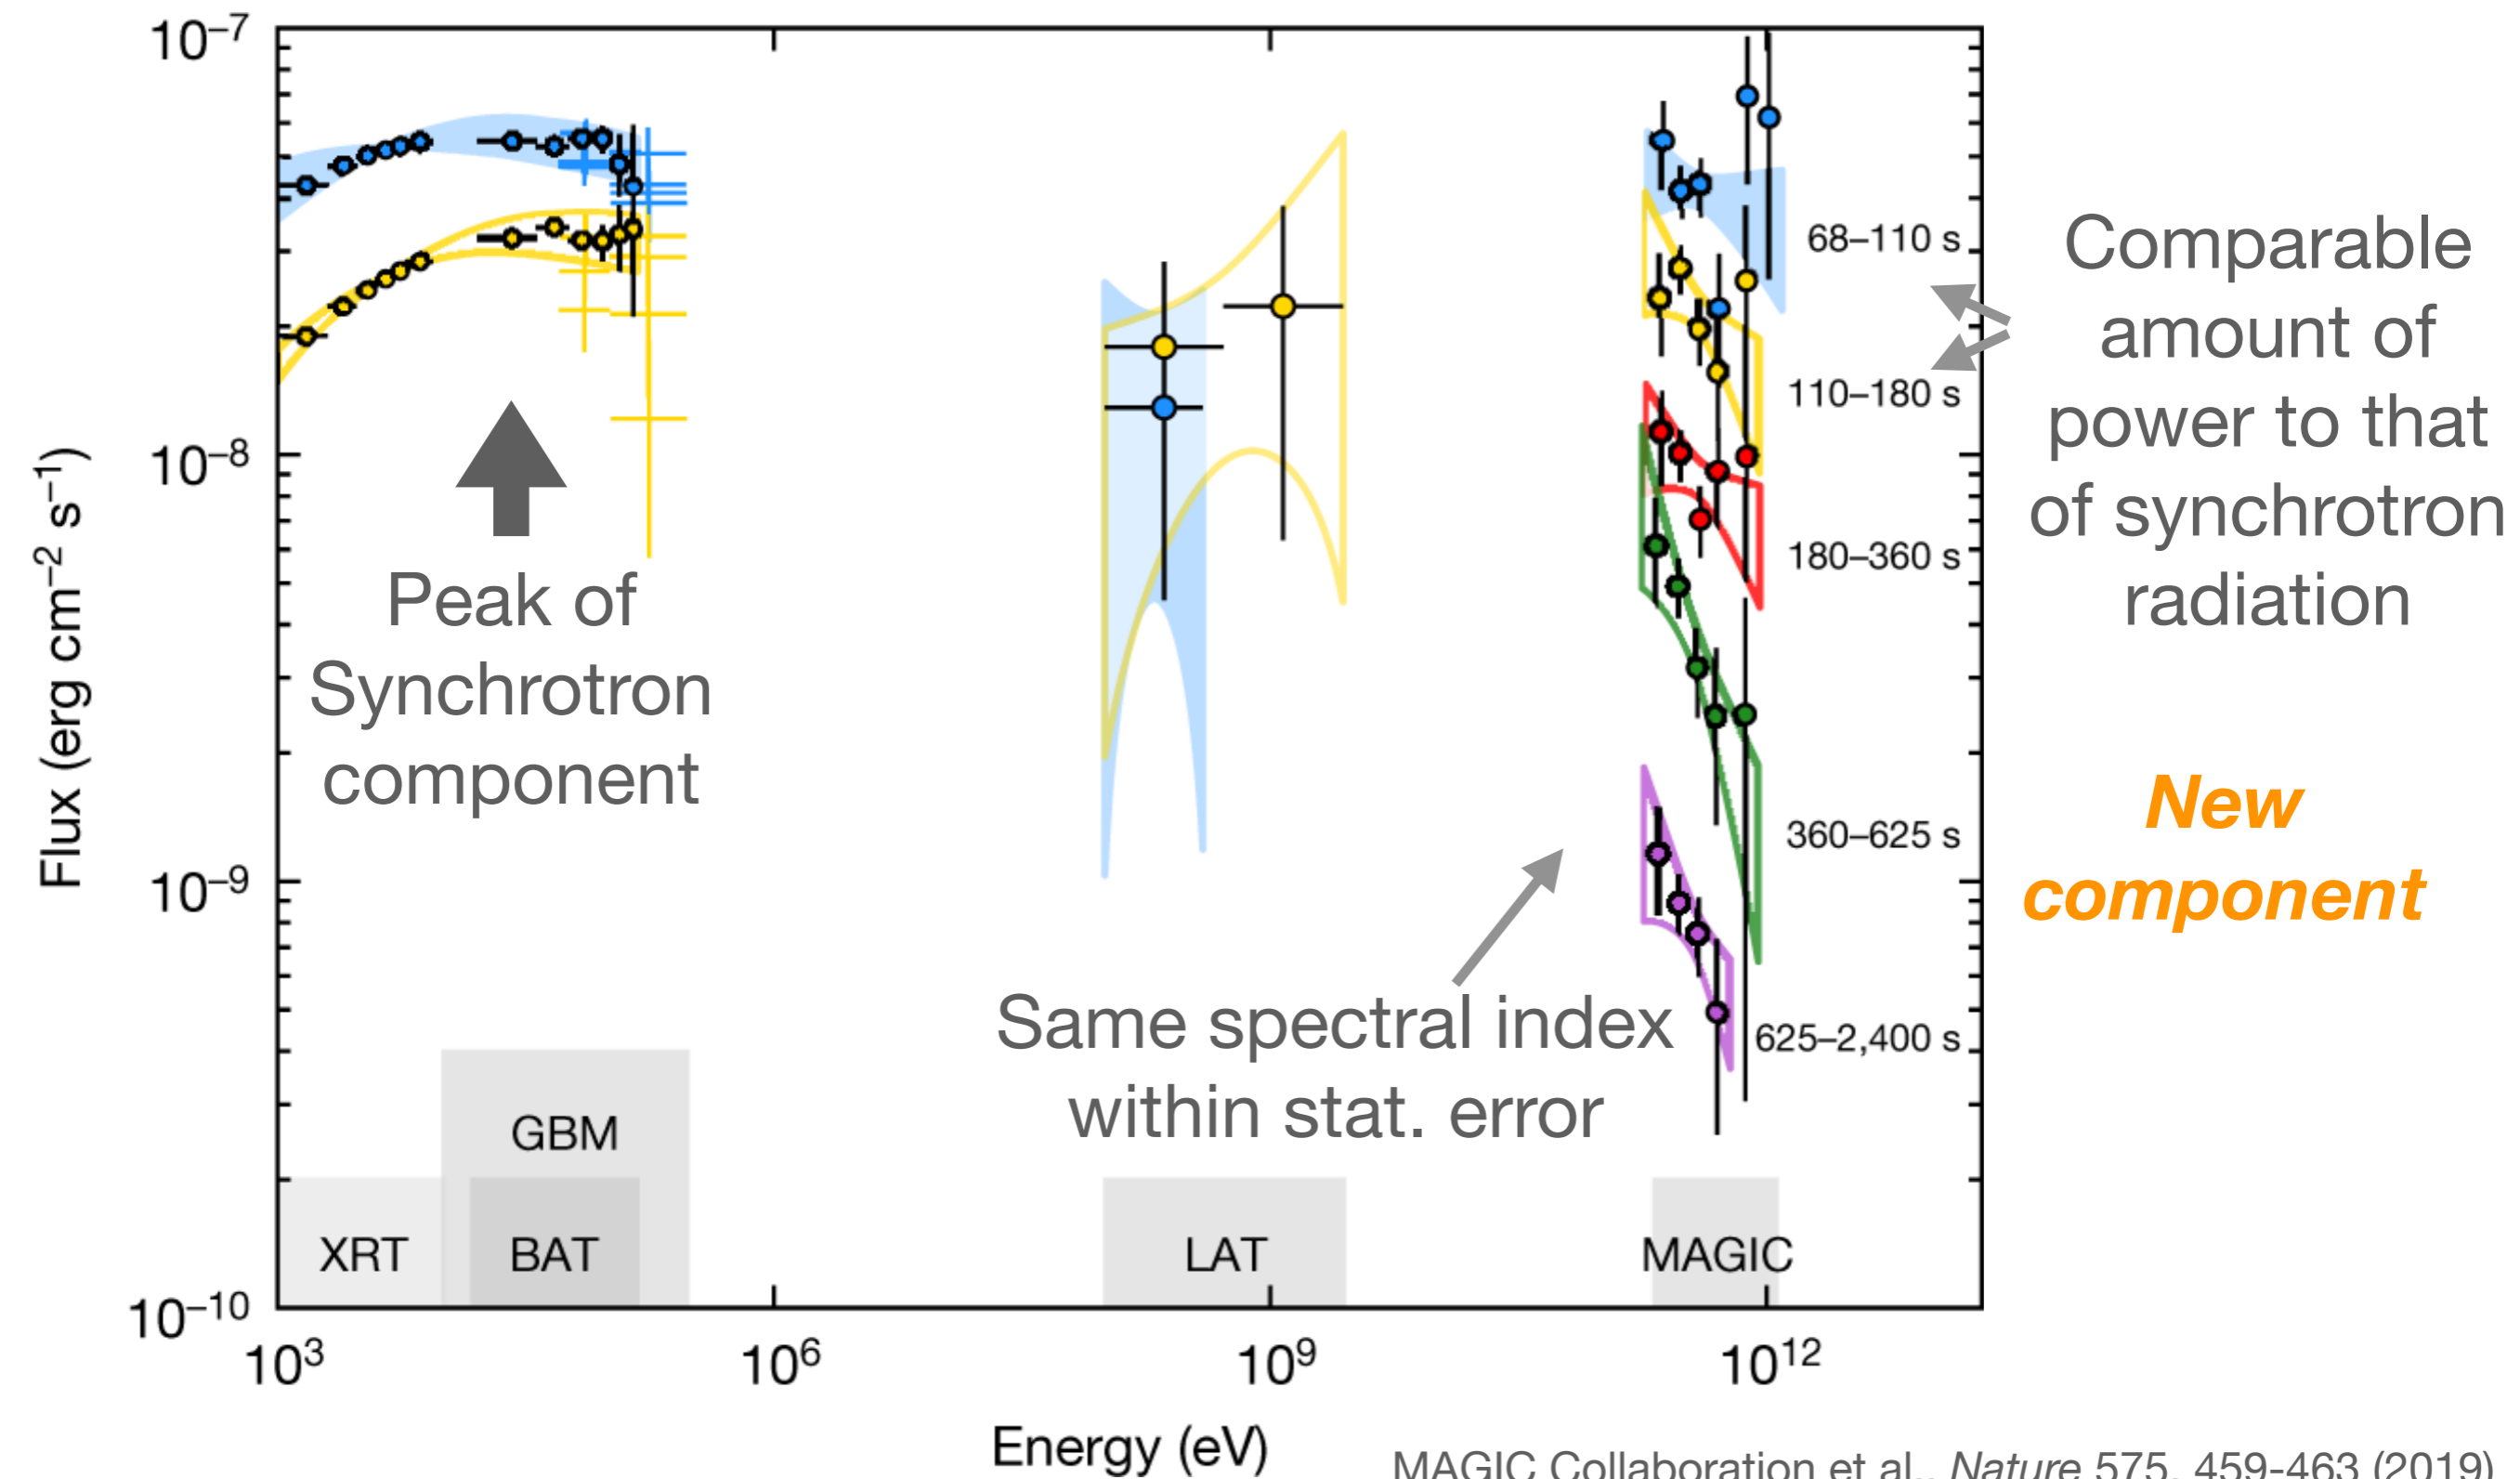 10⁻⁷
10⁻⁸
10⁻⁹
10⁻¹⁰
Flux (erg cm⁻² s⁻¹)
10³
10⁶
10⁹
10¹²
Energy (eV)
Peak of
Synchrotron
component
GBM
XRT
BAT
LAT
MAGIC
68–110 s
110–180 s
180–360 s
360–625 s
625–2,400 s
Same spectral index
within stat. error
Comparable
amount of
power to that
of synchrotron
radiation
New
component
MAGIC Collaboration et al., Nature 575, 459-463 (2019)